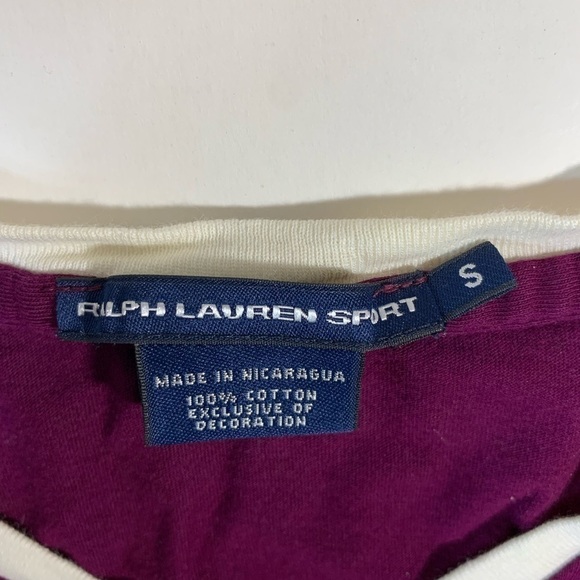 RALPH LAUREN SPORT
S
MADE IN NICARAGUA
100% COTTON
EXCLUSIVE OF
DECORATION